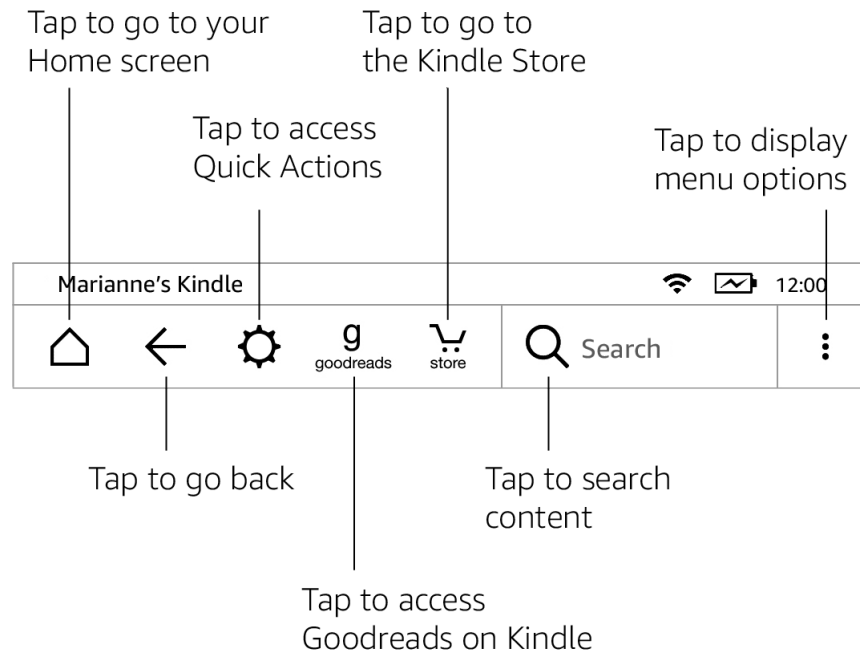 Tap to go to your
Home screen
Tap to go to
the Kindle Store
Tap to access
Quick Actions
Tap to display
menu options
Marianne's Kindle
12:00
g
goodreads
store
Search
Tap to go back
Tap to search
content
Tap to access
Goodreads on Kindle